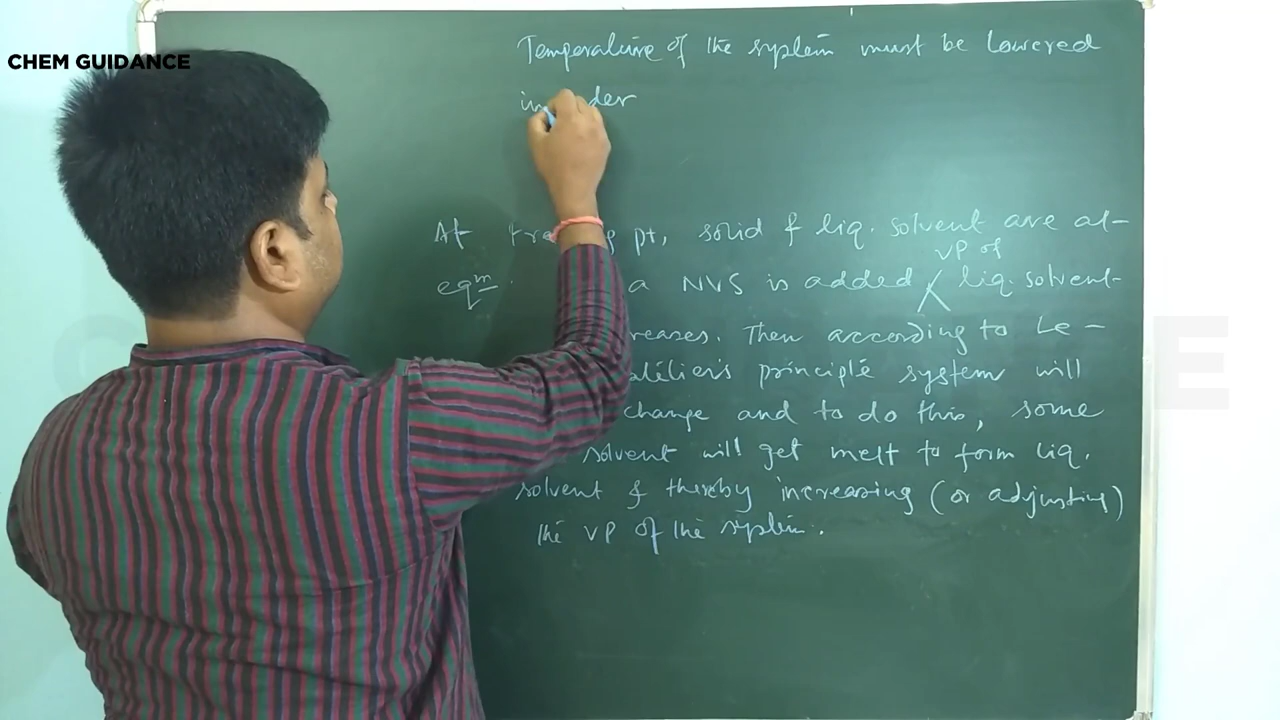 CHEM GUIDANCE
Temperature of the system must be lowered
in der
At pt, solid & liq. solvent are at
VP of
eqm. a NVS is added liq. solvent
reases. Then according to Le -
atelier's principle system will
change and to do this, some
solvent will get melt to form liq.
solvent & thereby increasing (or adjusting)
the VP of the system.
E